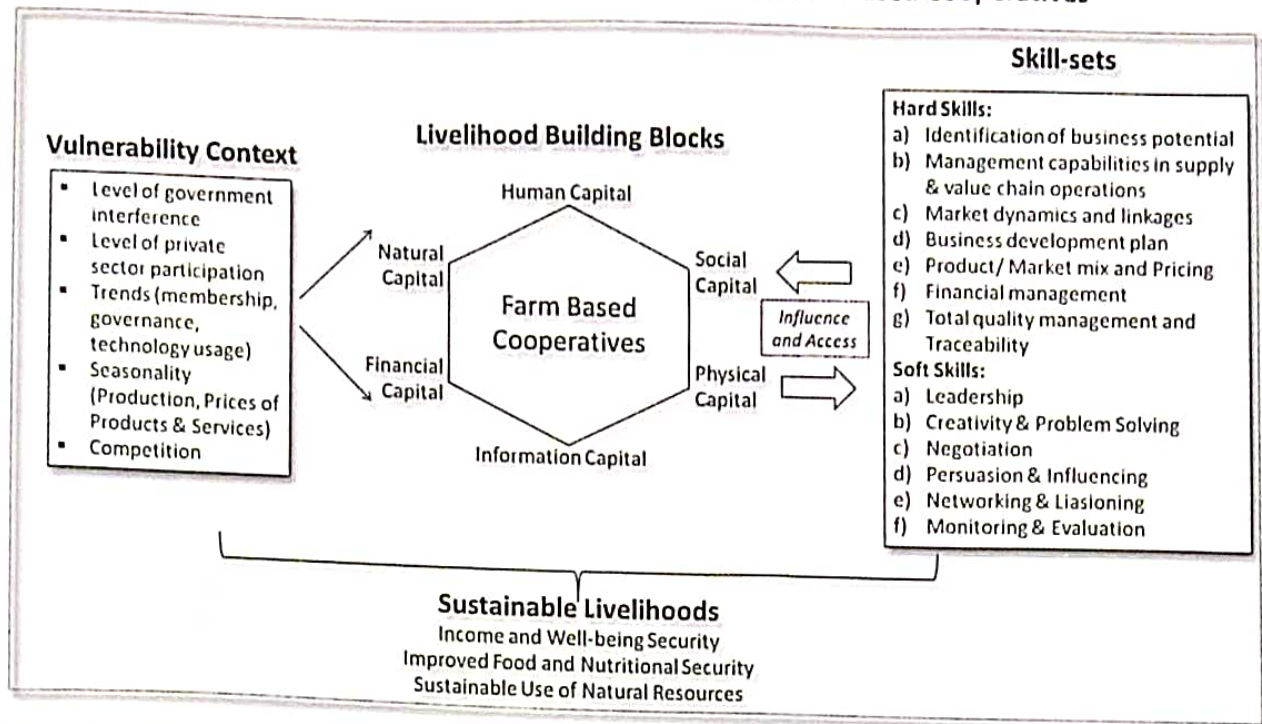 Cooperatives
Skill-sets
Vulnerability Context
▪ Level of government
interference
▪ Level of private
sector participation
▪ Trends (membership,
governance,
technology usage)
▪ Seasonality
(Production, Prices of
Products & Services)
▪ Competition
Livelihood Building Blocks
Human Capital
Natural
Capital
Social
Capital
Farm Based
Cooperatives
Influence
and Access
Financial
Capital
Physical
Capital
Information Capital
Hard Skills:
a) Identification of business potential
b) Management capabilities in supply
& value chain operations
c) Market dynamics and linkages
d) Business development plan
e) Product/ Market mix and Pricing
f) Financial management
g) Total quality management and
Traceability
Soft Skills:
a) Leadership
b) Creativity & Problem Solving
c) Negotiation
d) Persuasion & Influencing
e) Networking & Liasioning
f) Monitoring & Evaluation
Sustainable Livelihoods
Income and Well-being Security
Improved Food and Nutritional Security
Sustainable Use of Natural Resources